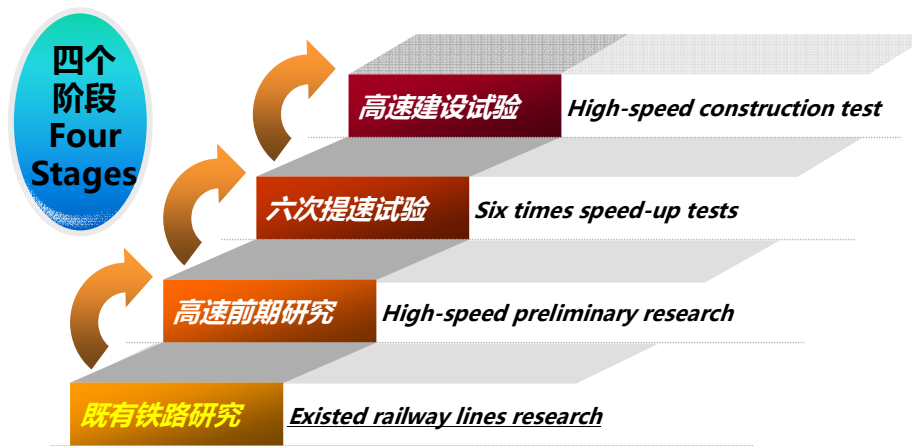 四个
阶段
Four
Stages
高速建设试验 High-speed construction test
六次提速试验 Six times speed-up tests
高速前期研究 High-speed preliminary research
既有铁路研究 Existed railway lines research